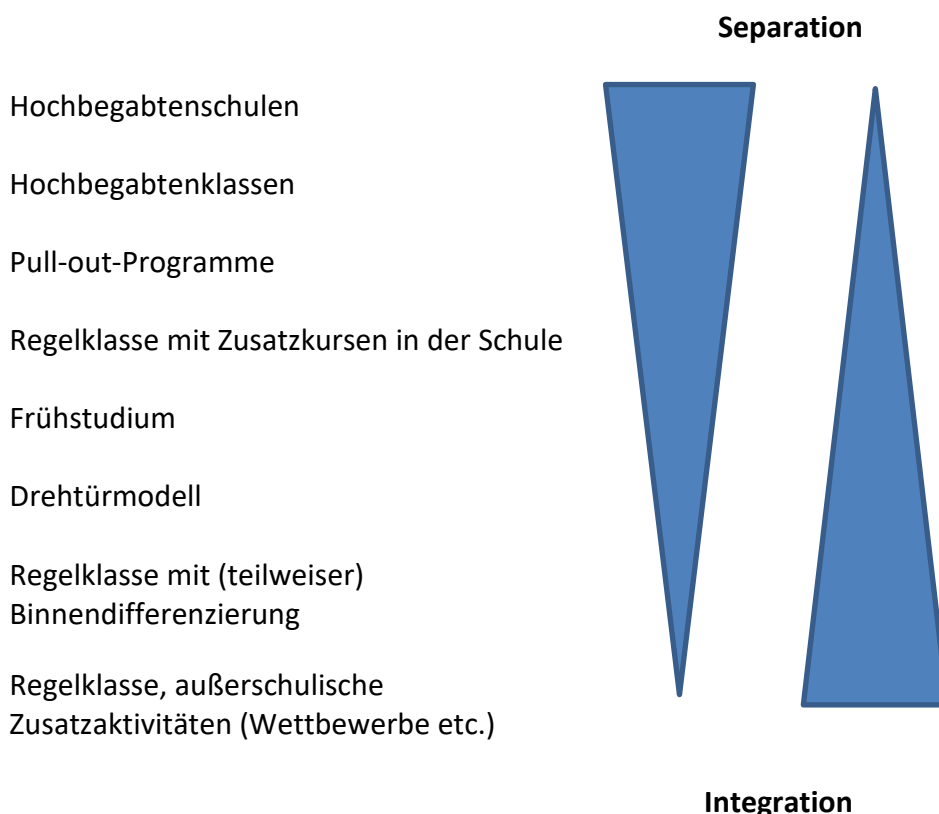 Separation
Hochbegabtenschulen
Hochbegabtenklassen
Pull-out-Programme
Regelklasse mit Zusatzkursen in der Schule
Frühstudium
Drehtürmodell
Regelklasse mit (teilweiser)
Binnendifferenzierung
Regelklasse, außerschulische
Zusatzaktivitäten (Wettbewerbe etc.)
Integration